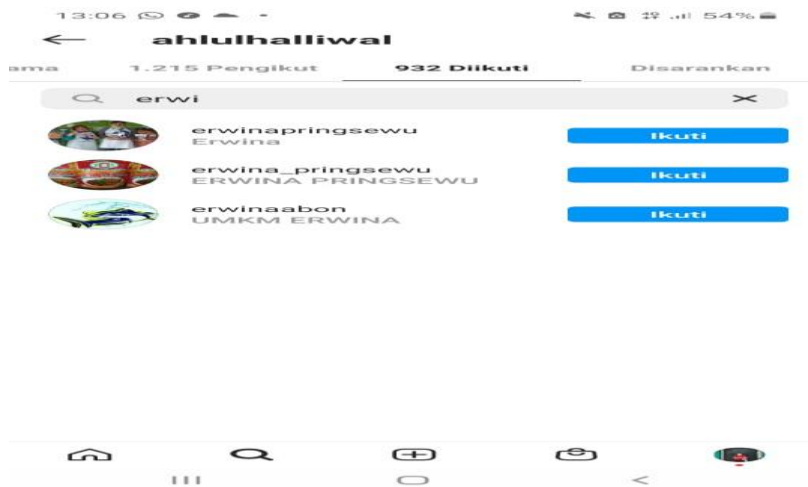 13:06 54%
ahlulhalliwal
ama 1.215 Pengikut 932 Diikuti Disarankan
erwi
erwinapringsewu Ikuti
Erwina
erwina_pringsewu Ikuti
ERWINA PRINGSEWU
erwinaabon Ikuti
UMKM ERWINA